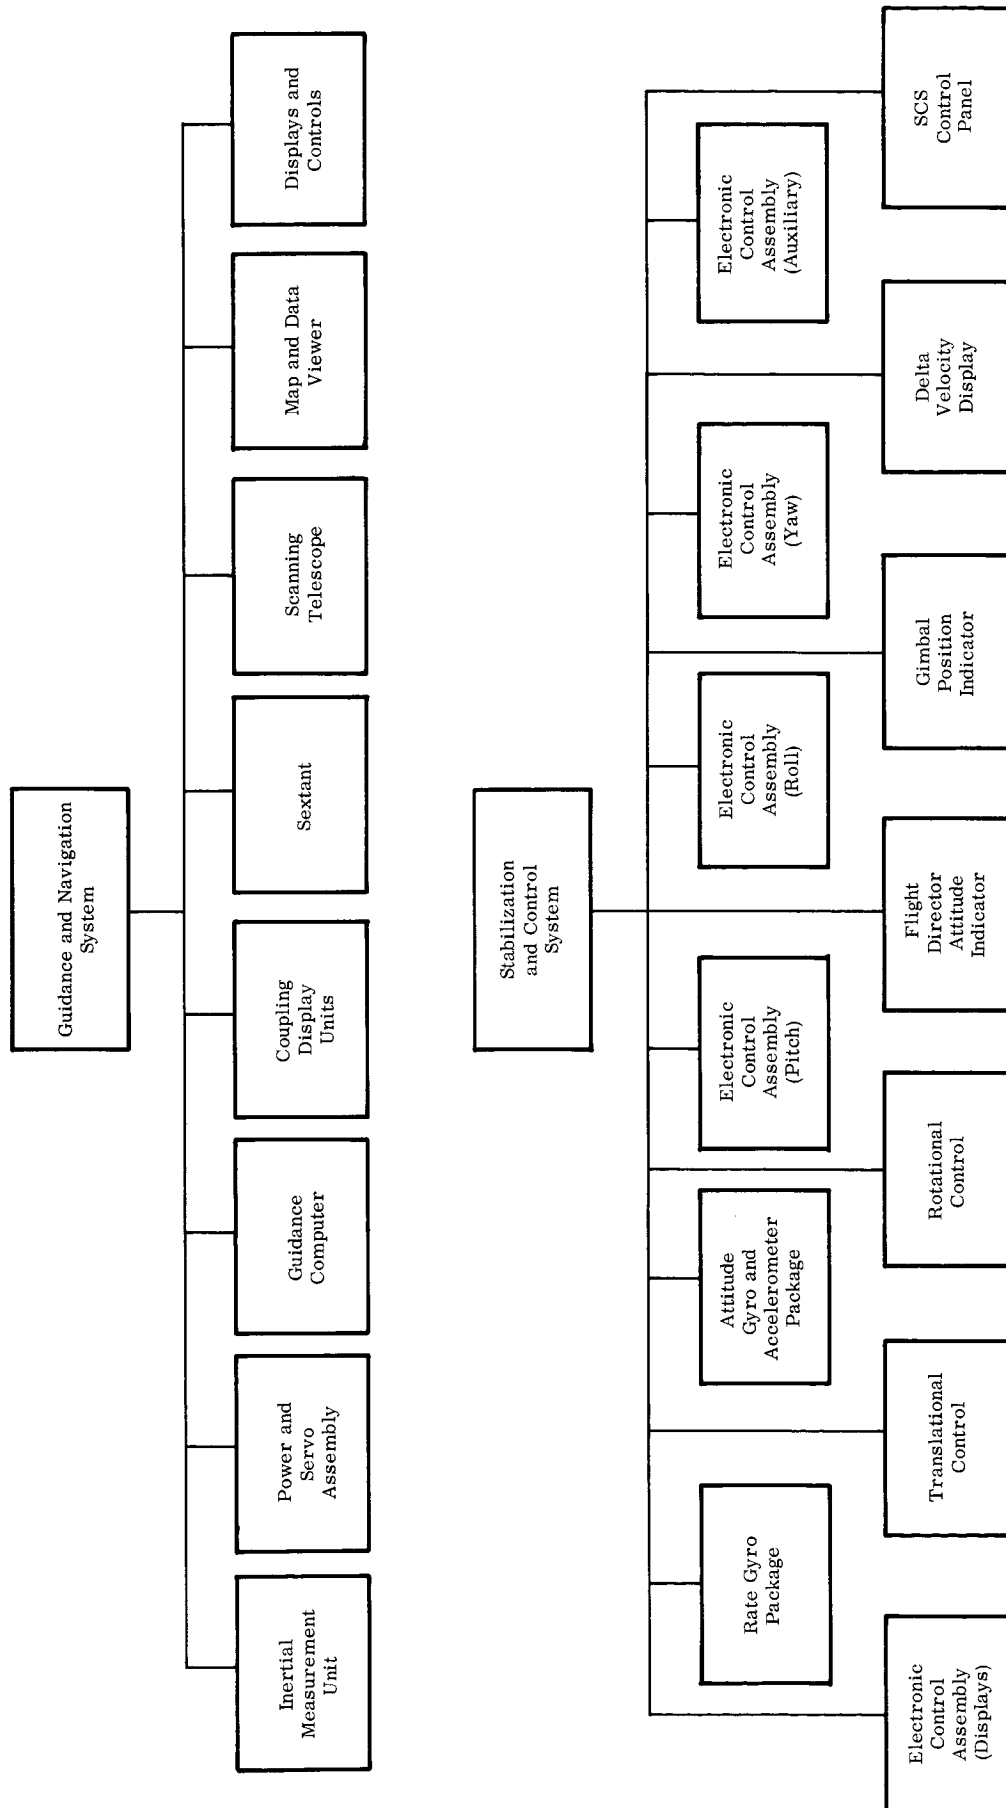 Guidance and Navigation
System
Inertial
Measurement
Unit
Power and
Servo
Assembly
Guidance
Computer
Coupling
Display
Units
Sextant
Scanning
Telescope
Map and Data
Viewer
Displays and
Controls
Stabilization
and Control
System
Rate Gyro
Package
Attitude
Gyro and
Accelerometer
Package
Electronic
Control
Assembly
(Pitch)
Electronic
Control
Assembly
(Roll)
Electronic
Control
Assembly
(Yaw)
Electronic
Control
Assembly
(Auxiliary)
Electronic
Control
Assembly
(Displays)
Translational
Control
Rotational
Control
Flight
Director
Attitude
Indicator
Gimbal
Position
Indicator
Delta
Velocity
Display
SCS
Control
Panel